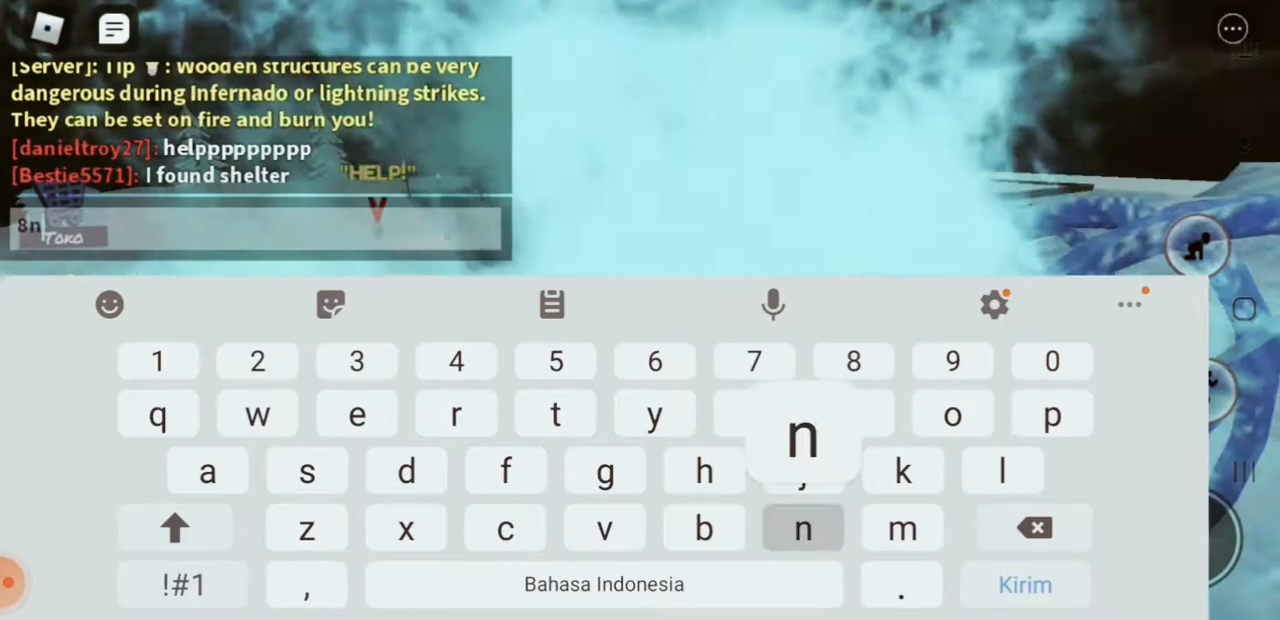 [Server]: Tip 🗑: Wooden structures can be very
dangerous during Infernado or lightning strikes.
They can be set on fire and burn you!
[danieltroy27]: helppppppppp
[Bestie5571]: I found shelter
"HELP!"
8n
TOKO
1 2 3 4 5 6 7 8 9 0
q w e r t y o p
n
a s d f g h k l
z x c v b n m
!#1 , Bahasa Indonesia . Kirim